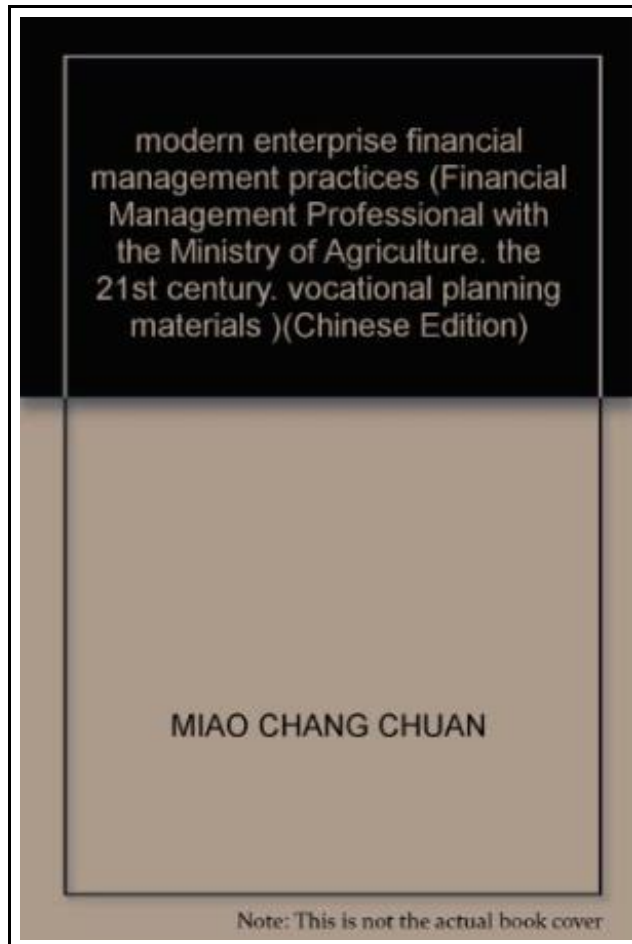 modern enterprise financial
management practices (Financial
Management Professional with
the Ministry of Agriculture. the
21st century. vocational planning
materials )(Chinese Edition)
MIAO CHANG CHUAN
Note: This is not the actual book cover